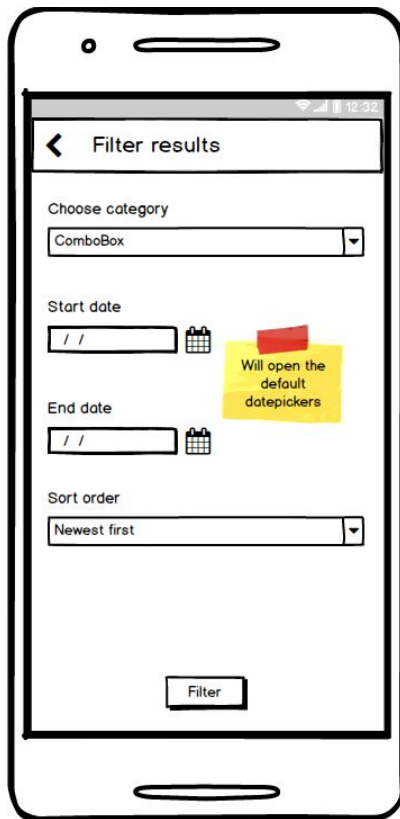 12:32
Filter results
Choose category
ComboBox
Start date
/ /
Will open the
default
datepickers
End date
/ /
Sort order
Newest first
Filter